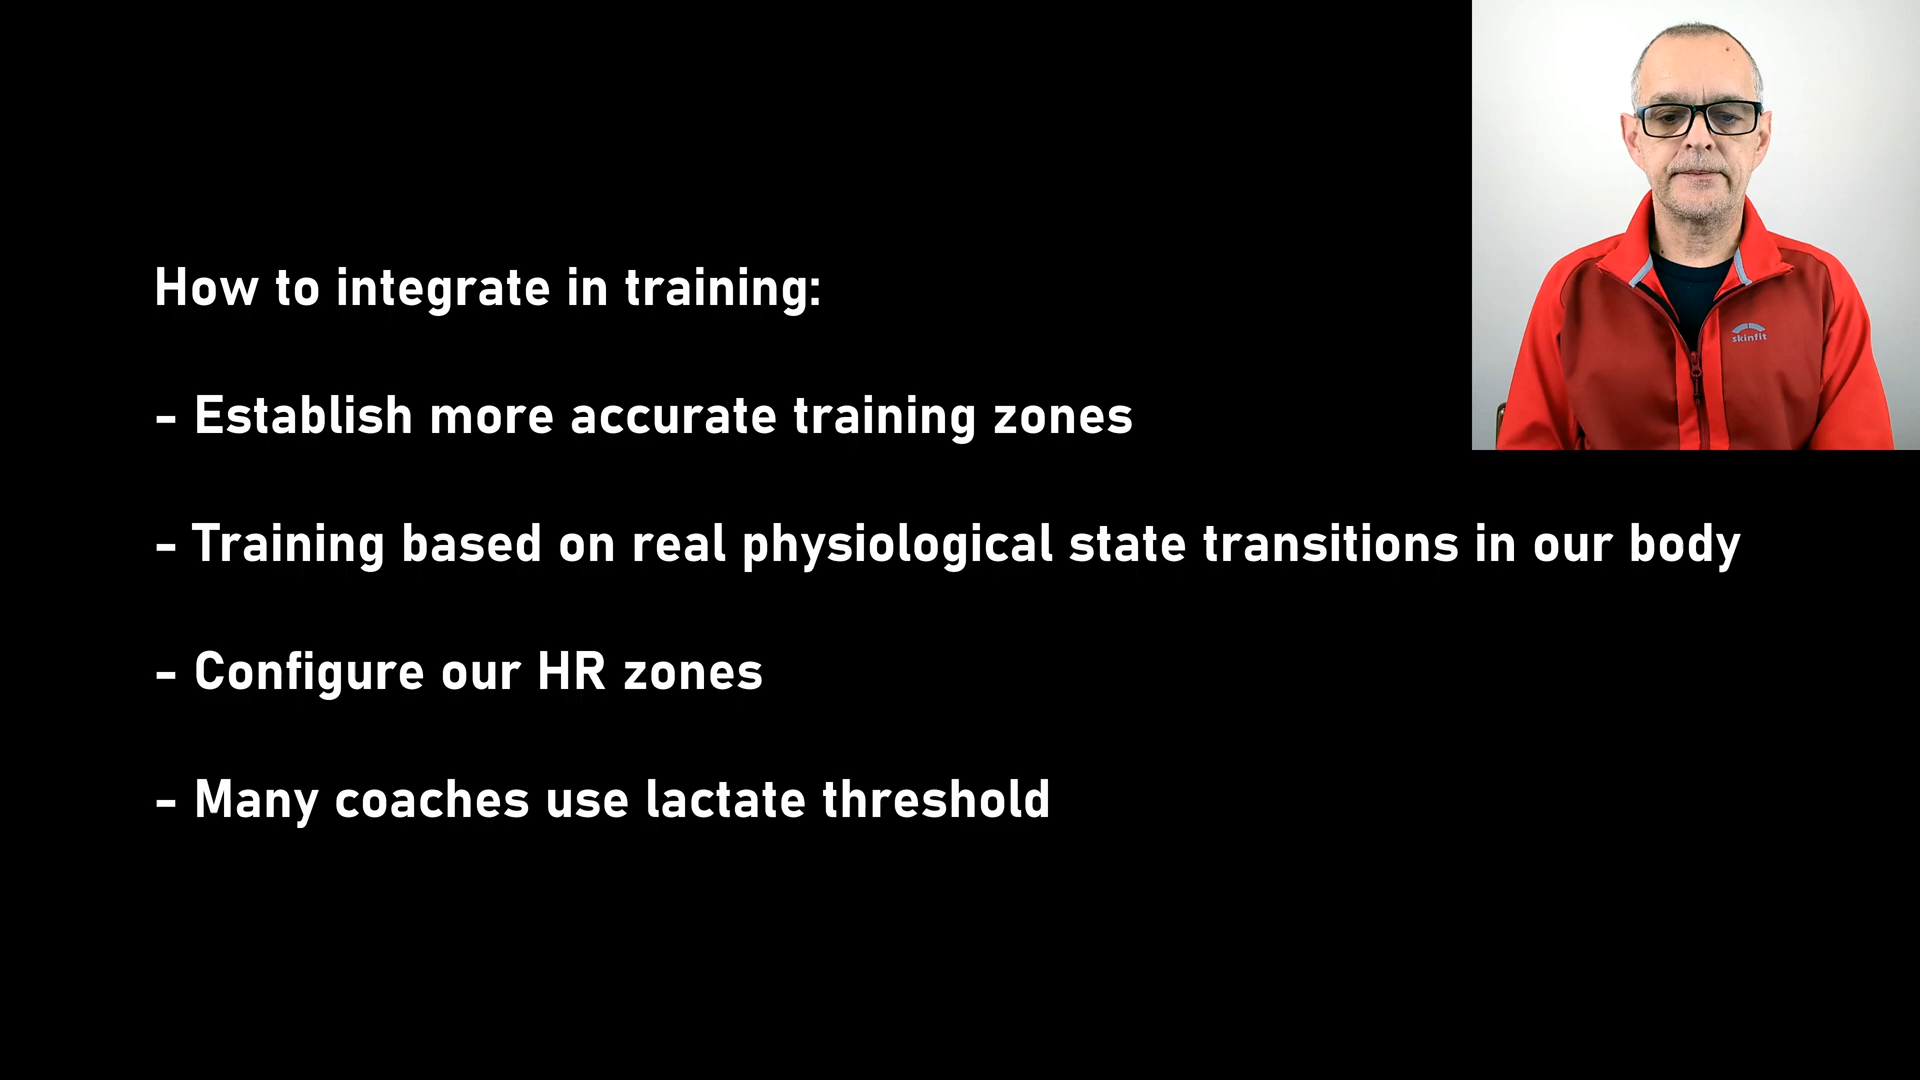 How to integrate in training:
- Establish more accurate training zones
- Training based on real physiological state transitions in our body
- Configure our HR zones
- Many coaches use lactate threshold
skinfit